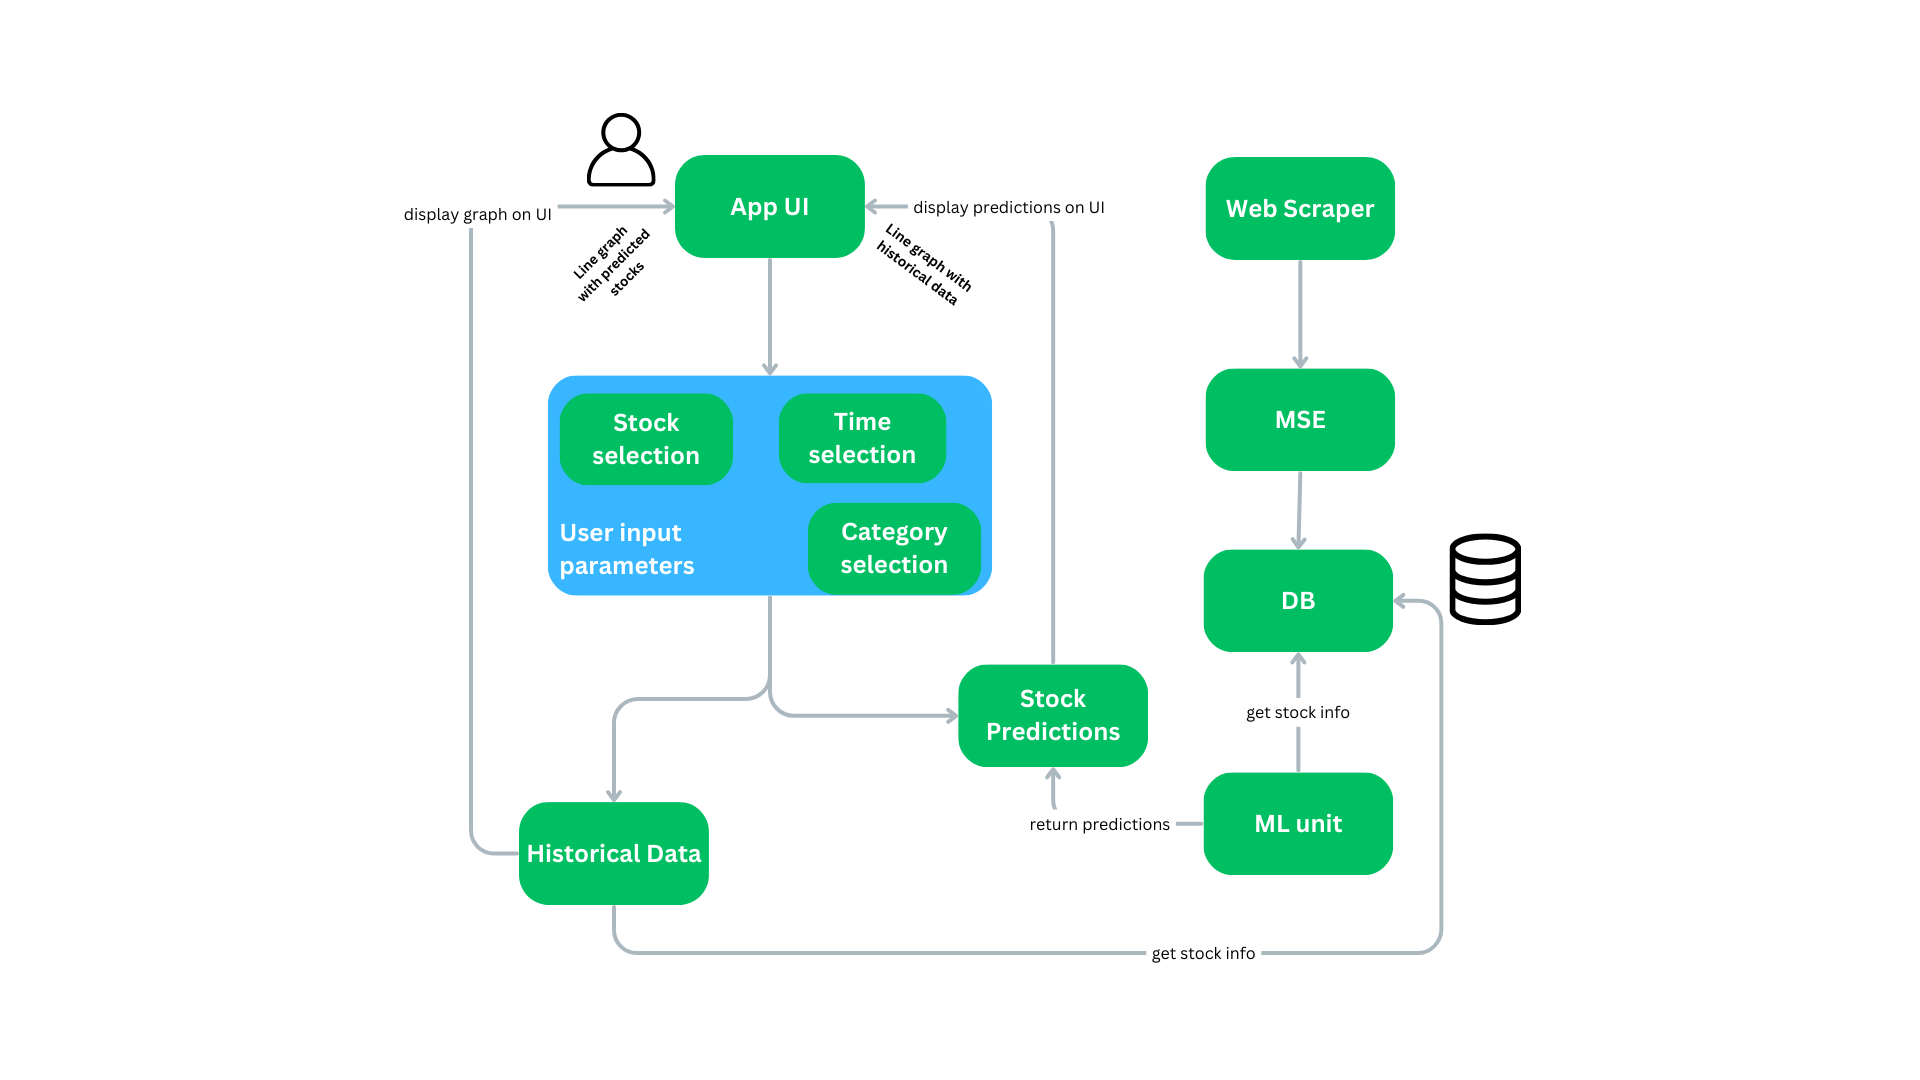 App UI
Web Scraper
display graph on UI
display predictions on UI
Line graph
with predicted
stocks
Line graph with
historical data
Stock
selection
Time
selection
MSE
User input
parameters
Category
selection
DB
Stock
Predictions
get stock info
return predictions
ML unit
Historical Data
get stock info